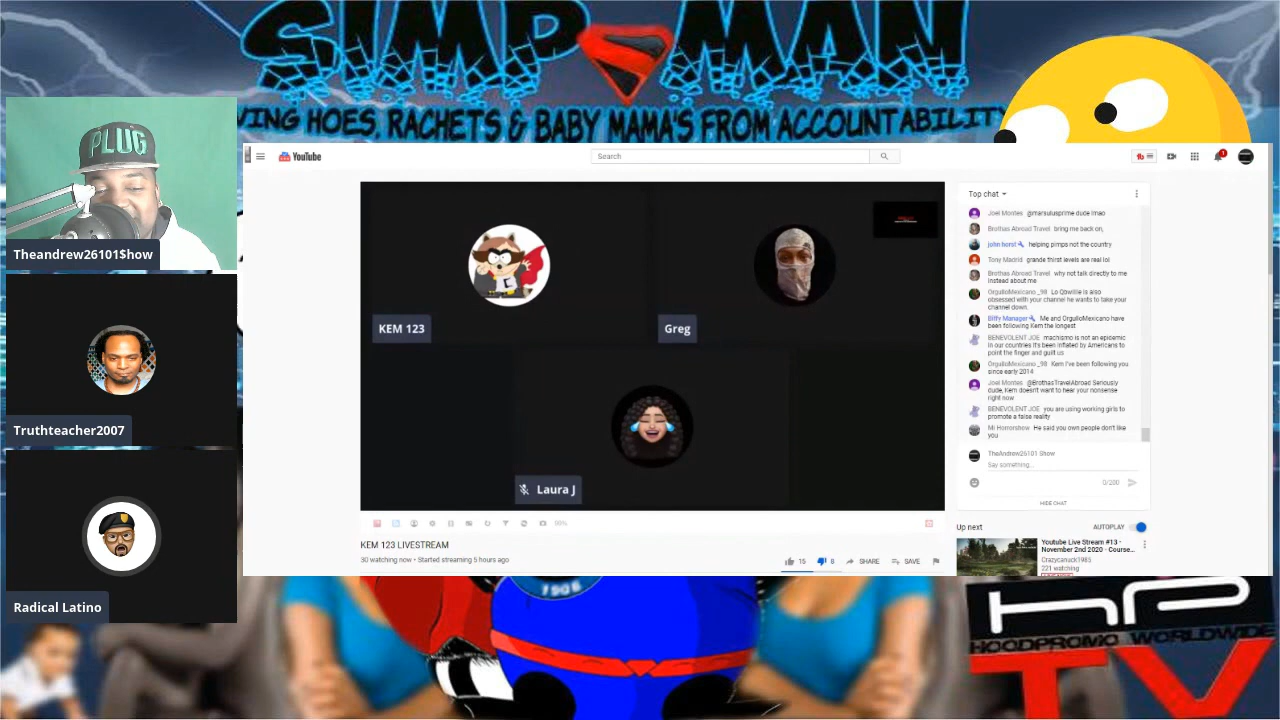 SIMP MAN
VING HOES, RACHETS & BABY MAMA'S FROM ACCOUNTABILITY
PLUG
Theandrew26101$how
Truthteacher2007
Radical Latino
YouTube
Search
1
KEM 123
Greg
Laura J
66%
KEM 123 LIVESTREAM
30 watching now • Started streaming 5 hours ago
15
8
SHARE
SAVE
Top chat
Joel Montes @marsulusprime dude lmao
Brothas Abroad Travel bring me back on,
john horst helping pimps not the country
Tony Madrid grande thirst levels are real lol
Brothas Abroad Travel why not talk directly to me
instead about me
OrgulloMexicano_98 Lo Qbwillie is also
obsessed with your channel he wants to take your
channel down.
Biffy Manager Me and OrgulloMexicano have
been following Kem the longest
BENEVOLENT JOE machismo is not an epidemic
in our countries it's been inflated by Americans to
point the finger and guilt us
OrgulloMexicano_98 Kem I've been following you
since early 2014
Joel Montes @BrothasTravelAbroad Seriously
dude, Kem doesn't want to hear your nonsense
right now
BENEVOLENT JOE you are using working girls to
promote a false reality
Mi Horrorshow He said you own people don't like
you
TheAndrew26101 Show
Say something...
0/200
HIDE CHAT
Up next
AUTOPLAY
Youtube Live Stream #13 -
November 2nd 2020 - Course...
Crazycanuck1983
221 watching
1906
HP
HOODPROMO WORLDWIDE
TV